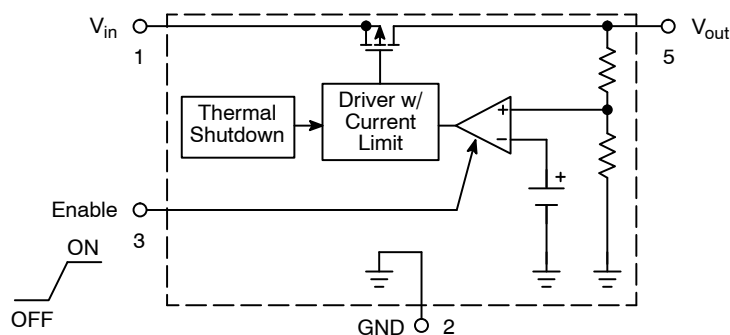 Vin
1
Vout
5
Thermal
Shutdown
Driver w/
Current
Limit
+
−
+
Enable
3
ON
OFF
GND
2